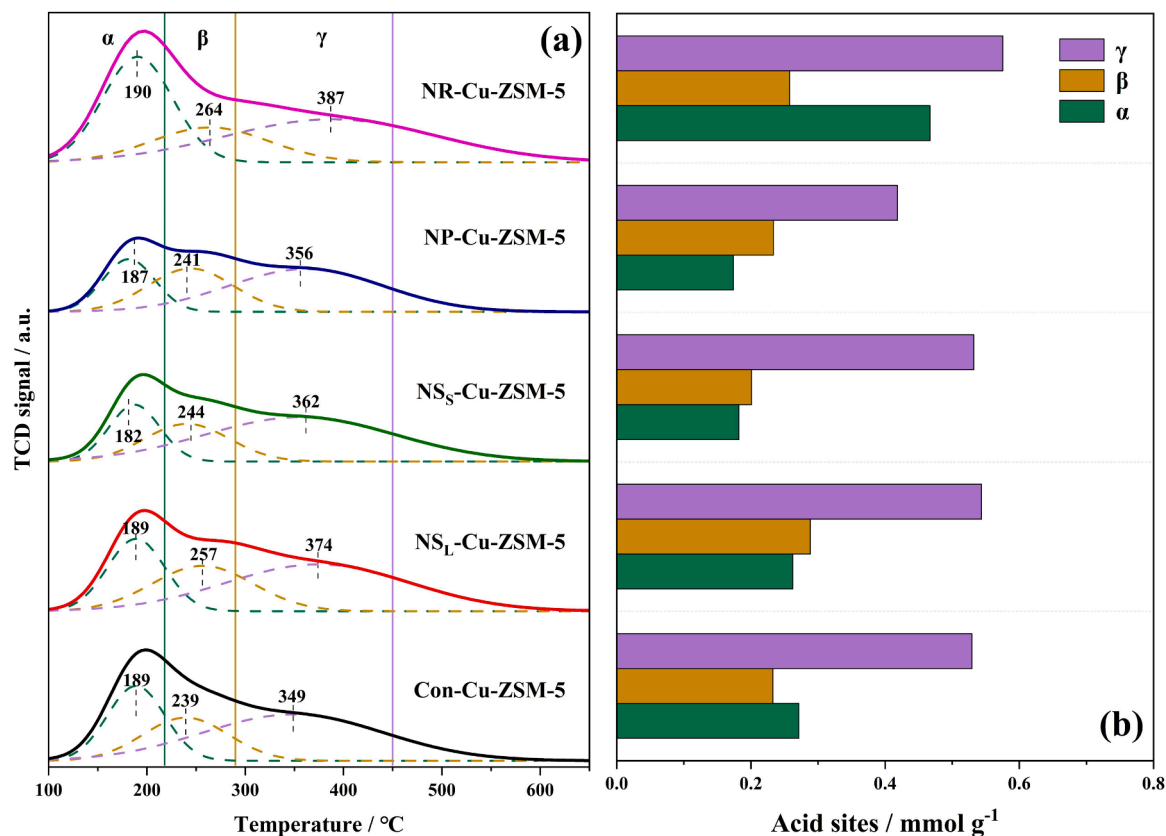 α β γ (a)
190 264 387
NR-Cu-ZSM-5
187 241 356
NP-Cu-ZSM-5
182 244 362
NSS-Cu-ZSM-5
189 257 374
NSL-Cu-ZSM-5
189 239 349
Con-Cu-ZSM-5
TCD signal / a.u.
100 200 300 400 500 600
Temperature / °C
γ
β
α
(b)
0.0 0.2 0.4 0.6 0.8
Acid sites / mmol g-1